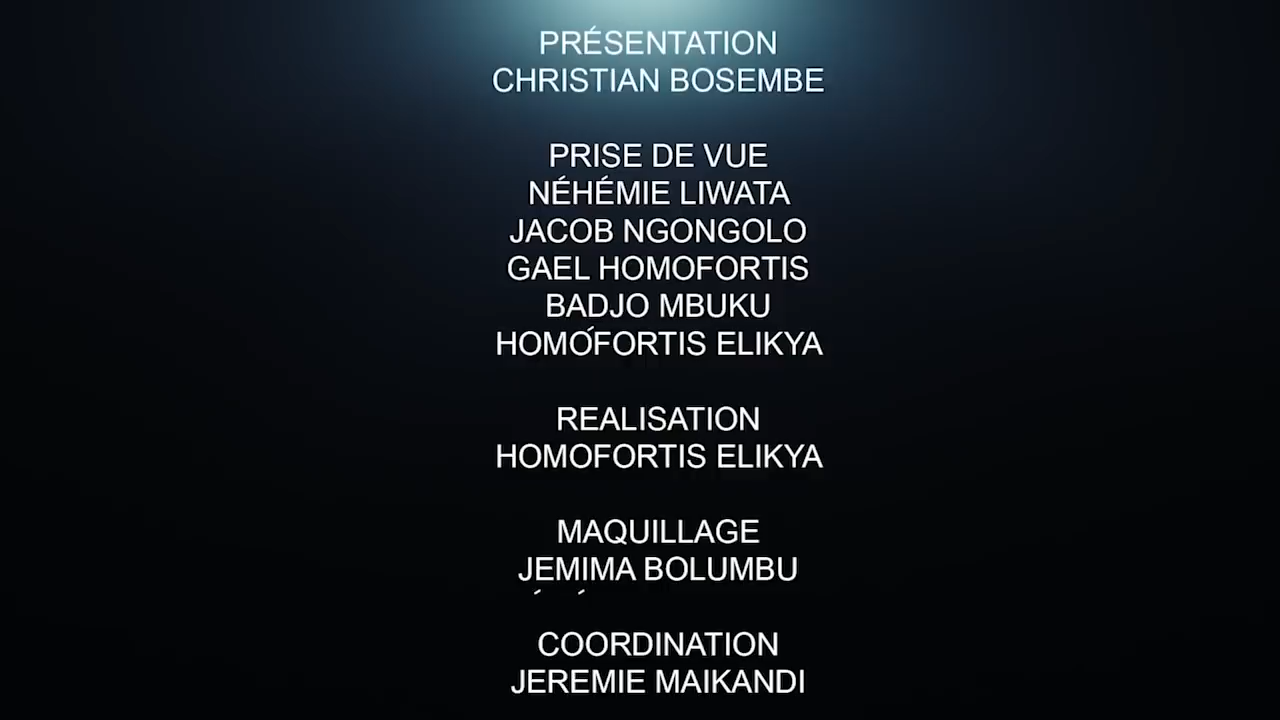 PRÉSENTATION
CHRISTIAN BOSEMBE
PRISE DE VUE
NÉHÉMIE LIWATA
JACOB NGONGOLO
GAEL HOMOFORTIS
BADJO MBUKU
HOMOFORTIS ELIKYA
REALISATION
HOMOFORTIS ELIKYA
MAQUILLAGE
JEMIMA BOLUMBU
COORDINATION
JEREMIE MAIKANDI